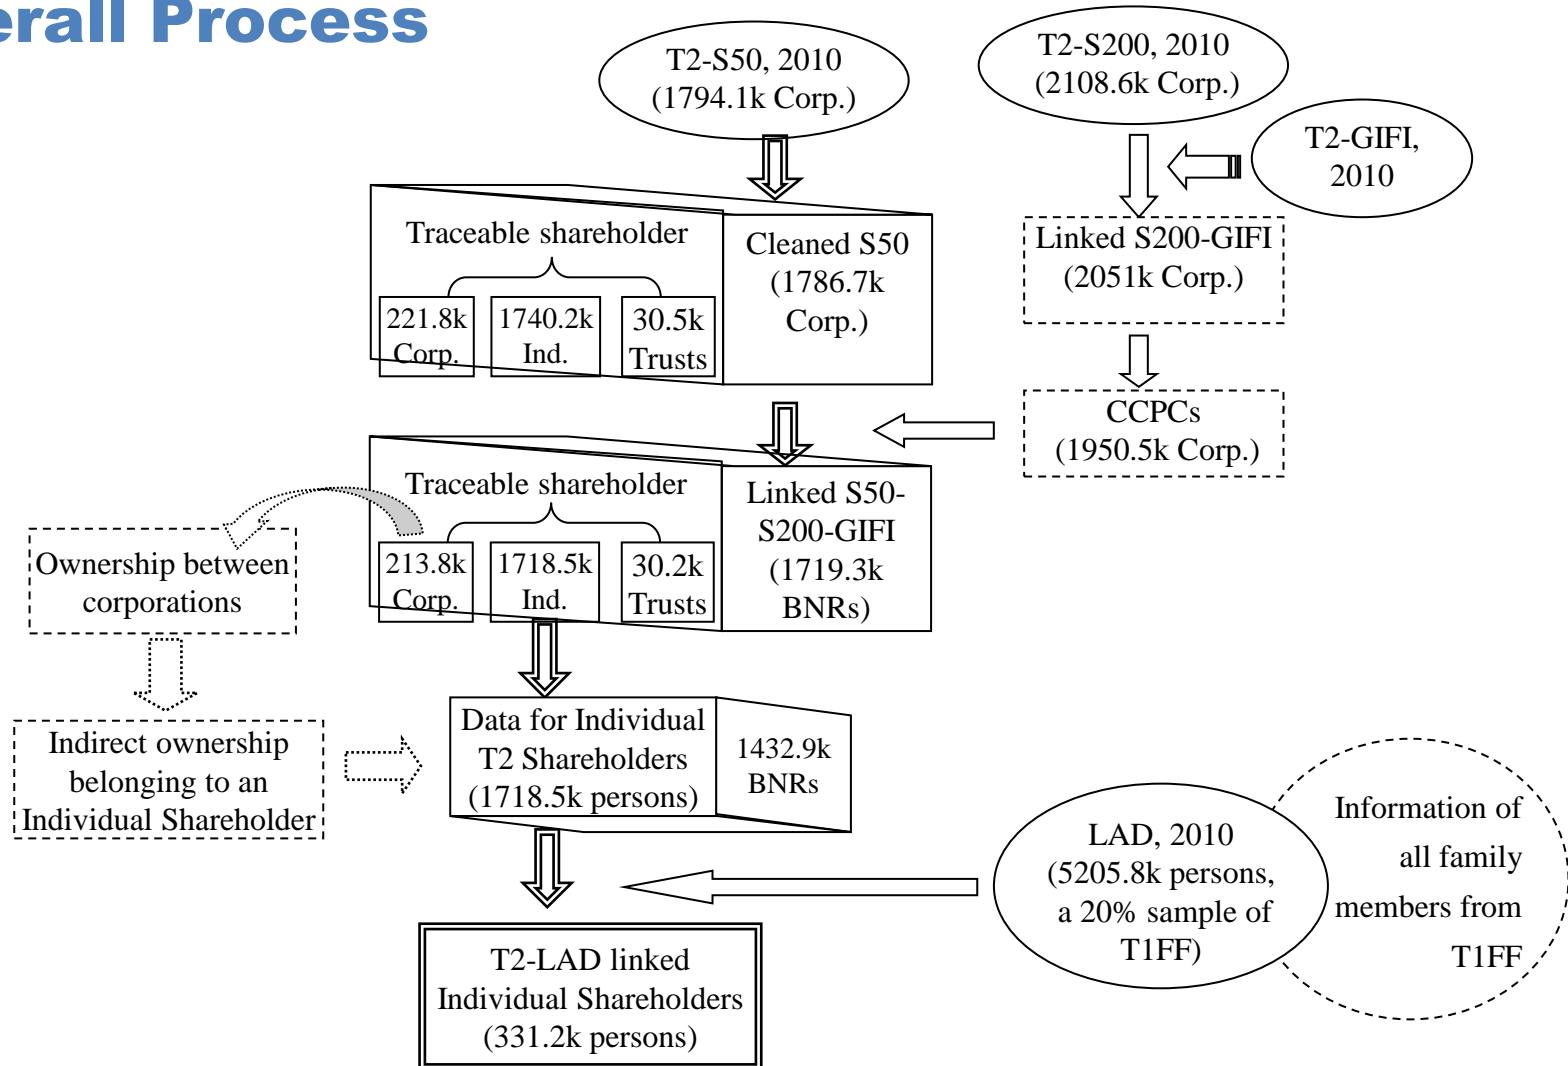 erall Process
T2-S50, 2010
(1794.1k Corp.)
T2-S200, 2010
(2108.6k Corp.)
T2-GIFI,
2010
Traceable shareholder
221.8k
Corp.
1740.2k
Ind.
30.5k
Trusts
Cleaned S50
(1786.7k
Corp.)
Linked S200-GIFI
(2051k Corp.)
CCPCs
(1950.5k Corp.)
Traceable shareholder
213.8k
Corp.
1718.5k
Ind.
30.2k
Trusts
Linked S50-
S200-GIFI
(1719.3k
BNRs)
Ownership between
corporations
Indirect ownership
belonging to an
Individual Shareholder
Data for Individual
T2 Shareholders
(1718.5k persons)
1432.9k
BNRs
LAD, 2010
(5205.8k persons,
a 20% sample of
T1FF)
Information of
all family
members from
T1FF
T2-LAD linked
Individual Shareholders
(331.2k persons)